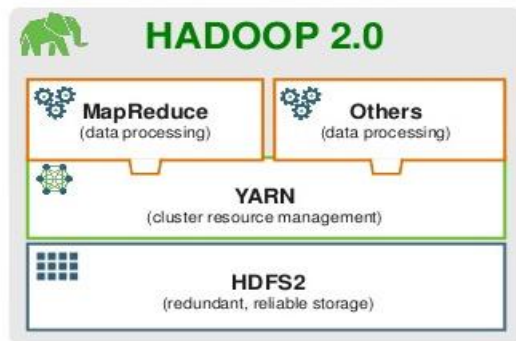 HADOOP 2.0
MapReduce
(data processing)
Others
(data processing)
YARN
(cluster resource management)
HDFS2
(redundant, reliable storage)